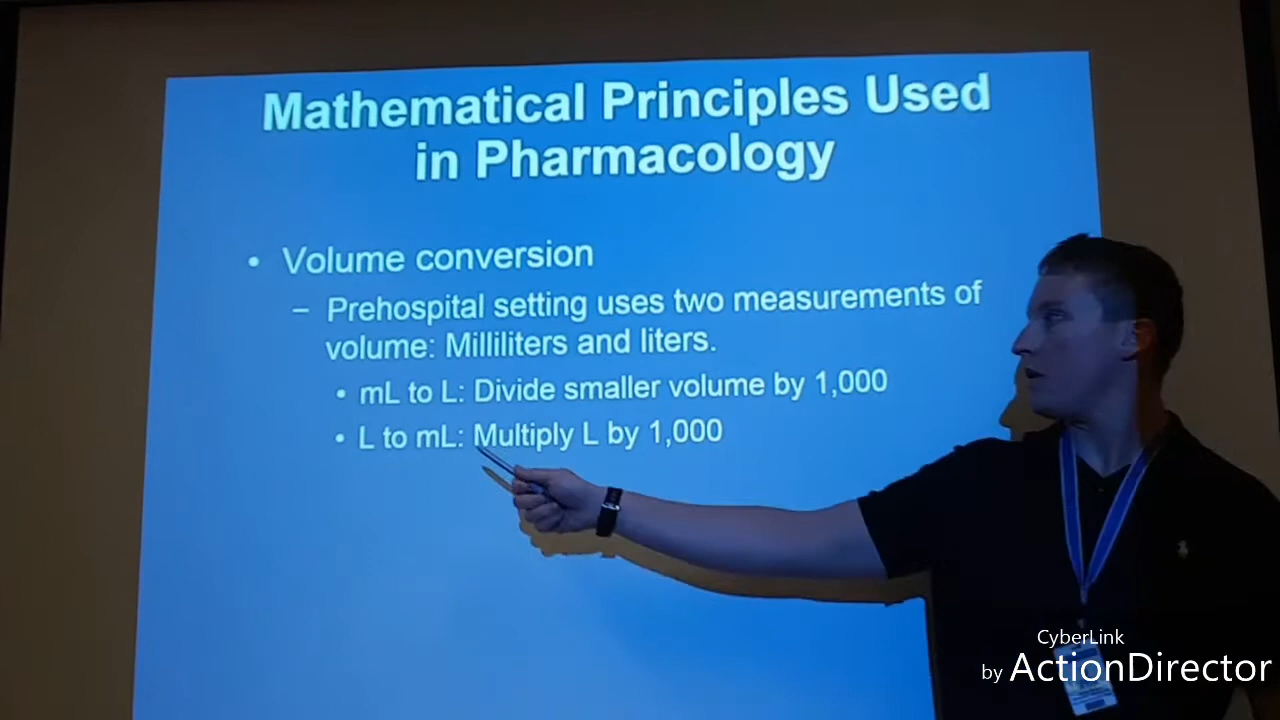 Mathematical Principles Used
in Pharmacology
• Volume conversion
– Prehospital setting uses two measurements of
volume: Milliliters and liters.
• mL to L: Divide smaller volume by 1,000
• L to mL: Multiply L by 1,000
CyberLink
by ActionDirector